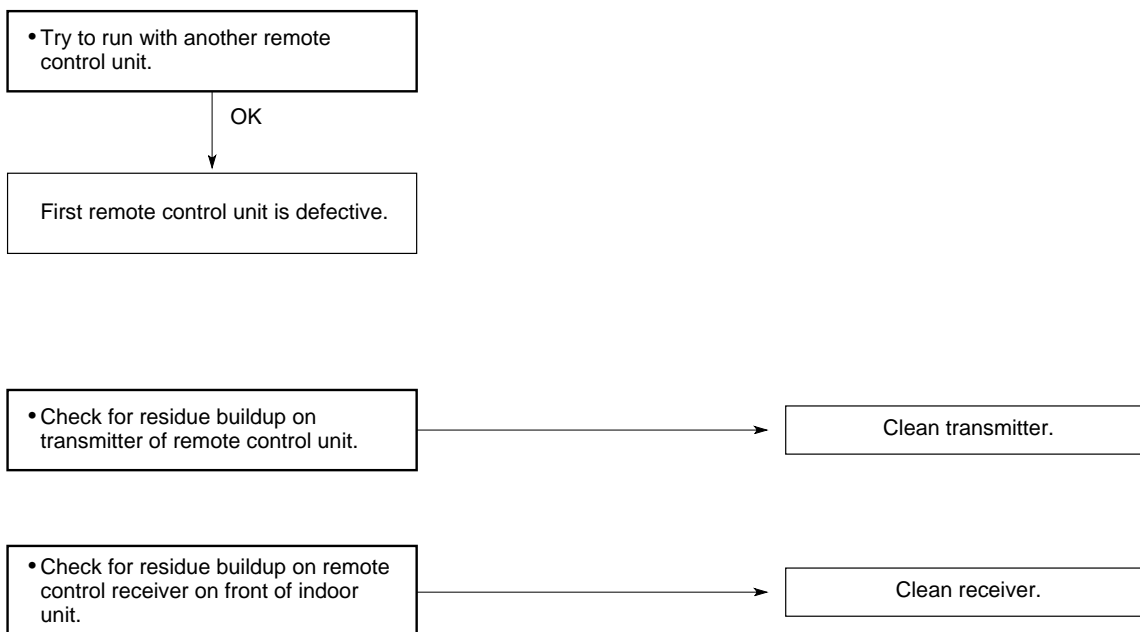 • Try to run with another remote
control unit.
OK
First remote control unit is defective.
• Check for residue buildup on
transmitter of remote control unit.
Clean transmitter.
• Check for residue buildup on remote
control receiver on front of indoor
unit.
Clean receiver.